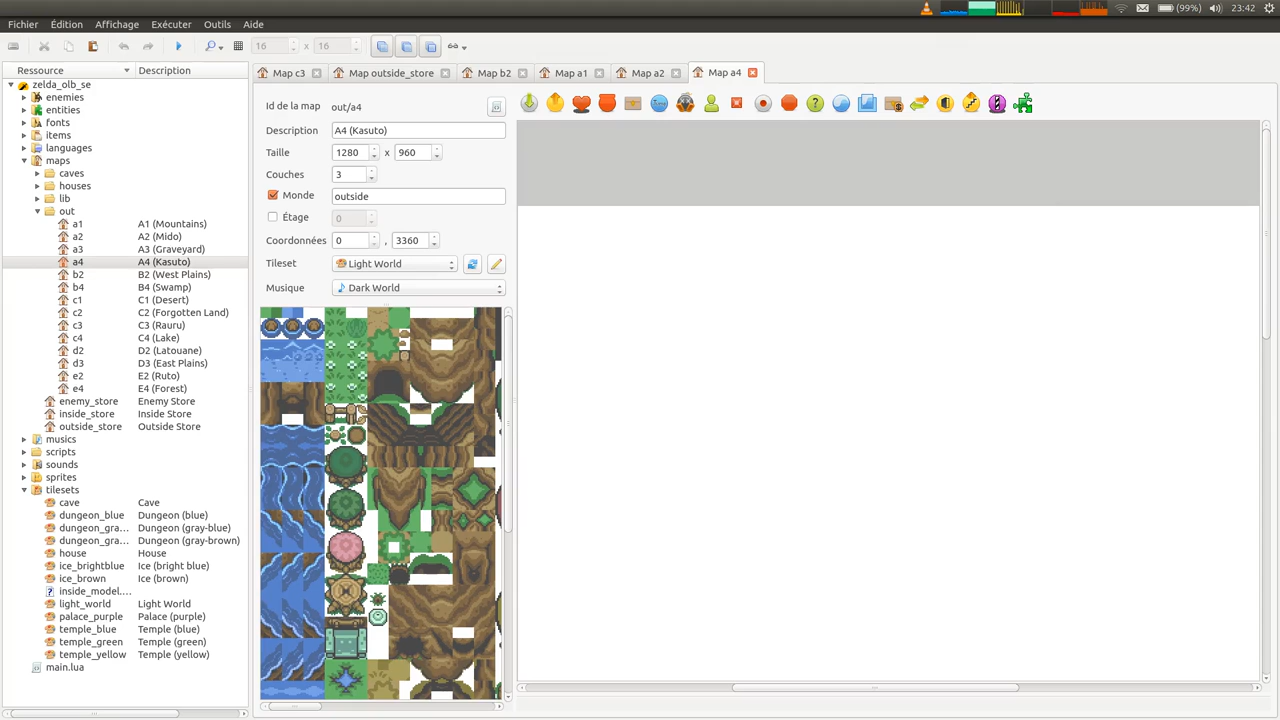 (99%) 23:42
Fichier Édition Affichage Exécuter Outils Aide
16 x 16
Ressource Description
Map c3 Map outside_store Map b2 Map a1 Map a2 Map a4
zelda_olb_se
enemies
entities
fonts
items
languages
maps
caves
houses
lib
out
a1 A1 (Mountains)
a2 A2 (Mido)
a3 A3 (Graveyard)
a4 A4 (Kasuto)
b2 B2 (West Plains)
b4 B4 (Swamp)
c1 C1 (Desert)
c2 C2 (Forgotten Land)
c3 C3 (Rauru)
c4 C4 (Lake)
d2 D2 (Latouane)
d3 D3 (East Plains)
e2 E2 (Ruto)
e4 E4 (Forest)
enemy_store Enemy Store
inside_store Inside Store
outside_store Outside Store
musics
scripts
sounds
sprites
tilesets
cave Cave
dungeon_blue Dungeon (blue)
dungeon_gra... Dungeon (gray-blue)
dungeon_gra... Dungeon (gray-brown)
house House
ice_brightblue Ice (bright blue)
ice_brown Ice (brown)
inside_model....
light_world Light World
palace_purple Palace (purple)
temple_blue Temple (blue)
temple_green Temple (green)
temple_yellow Temple (yellow)
main.lua
Id de la map out/a4
Description A4 (Kasuto)
Taille 1280 x 960
Couches 3
Monde outside
Étage 0
Coordonnées 0 , 3360
Tileset Light World
Musique Dark World